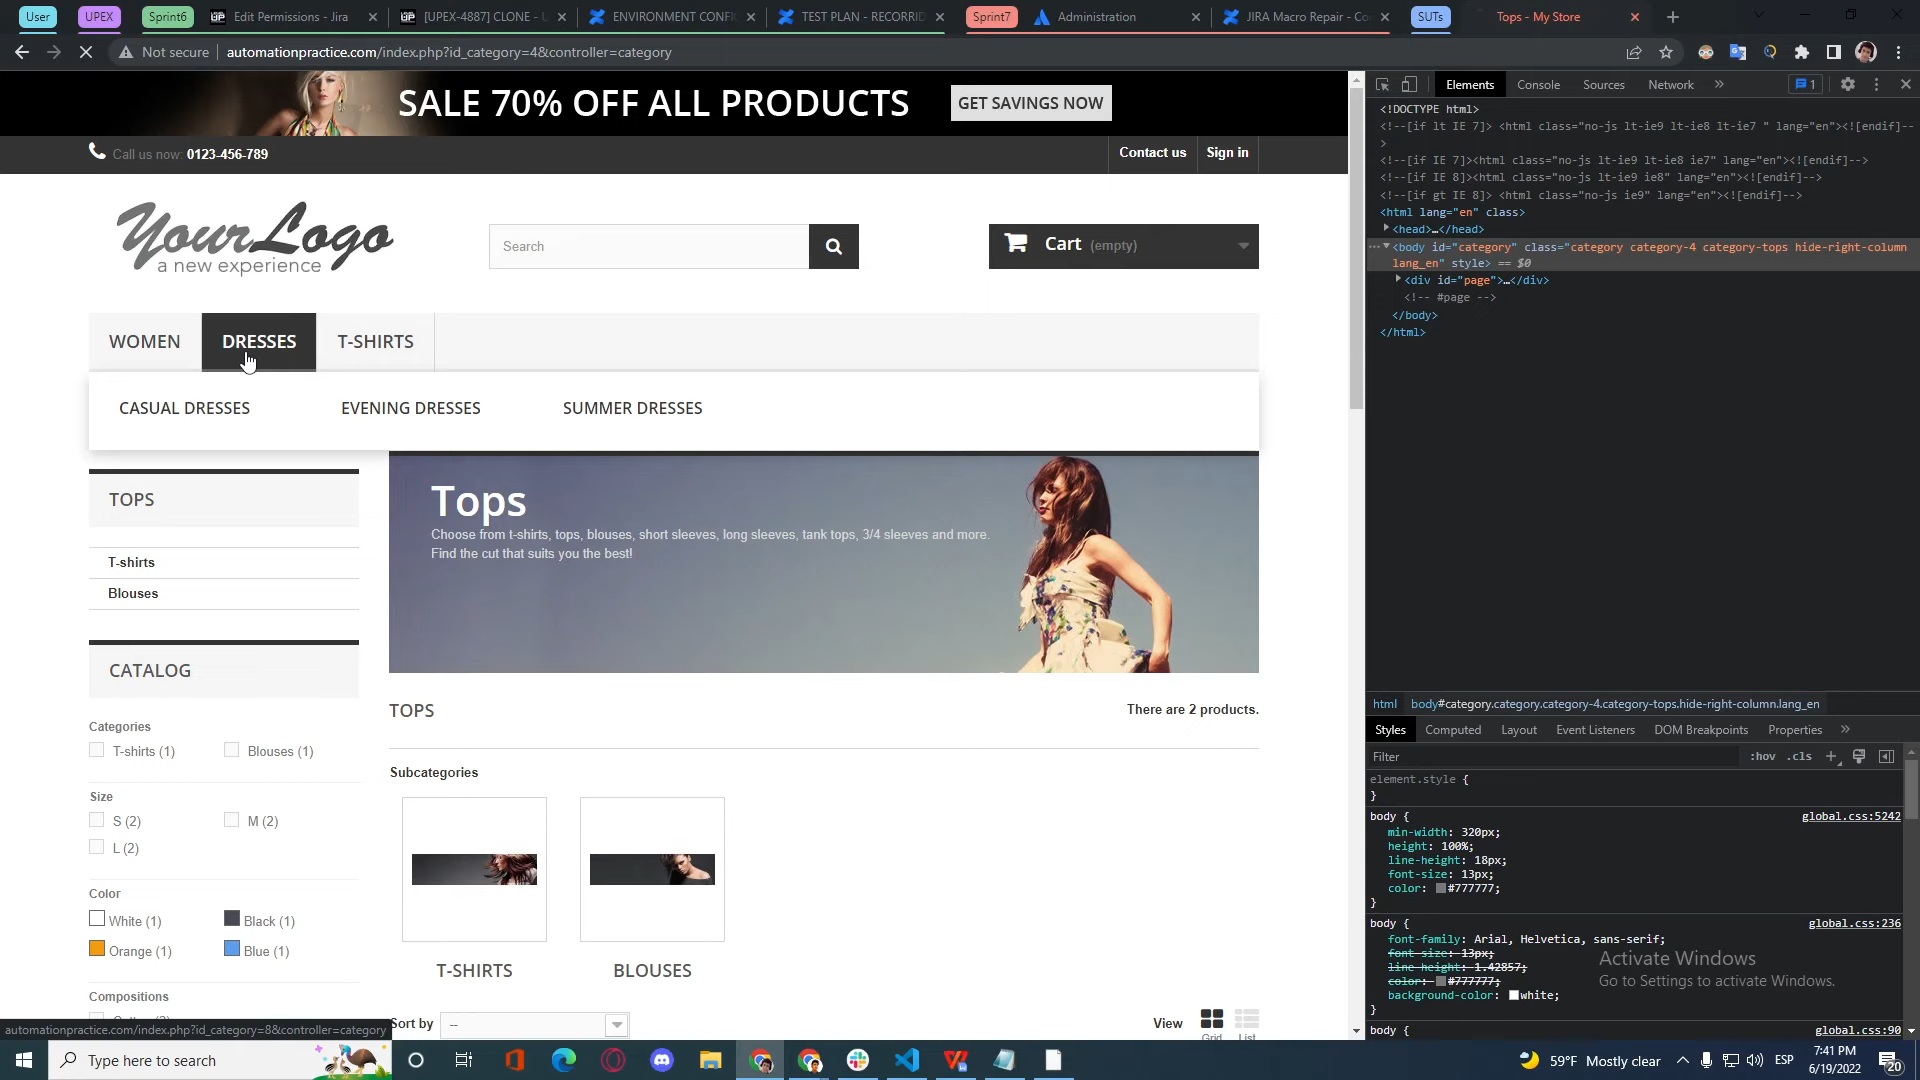 User
UPEX
Sprint6
Edit Permissions - Jira
[UPEX-4887] CLONE - U
ENVIRONMENT CONFI
TEST PLAN - RECORRID
Sprint7
Administration
JIRA Macro Repair - Co
SUTs
Tops - My Store
Not secure
automationpractice.com/index.php?id_category=4&controller=category
SALE 70% OFF ALL PRODUCTS
GET SAVINGS NOW
Call us now: 0123-456-789
Contact us
Sign in
YourLogo
a new experience
Search
Cart (empty)
WOMEN
DRESSES
T-SHIRTS
CASUAL DRESSES
EVENING DRESSES
SUMMER DRESSES
TOPS
T-shirts
Blouses
CATALOG
Categories
T-shirts (1)
Blouses (1)
Size
S (2)
M (2)
L (2)
Color
White (1)
Black (1)
Orange (1)
Blue (1)
Compositions
automationpractice.com/index.php?id_category=8&controller=category
Tops
Choose from t-shirts, tops, blouses, short sleeves, long sleeves, tank tops, 3/4 sleeves and more.
Find the cut that suits you the best!
TOPS
There are 2 products.
Subcategories
T-SHIRTS
BLOUSES
Sort by
--
View
Grid
List
Elements
Console
Sources
Network
1
<!DOCTYPE html>
<!--[if lt IE 7]> <html class="no-js lt-ie9 lt-ie8 lt-ie7 " lang="en"><![endif]--
>
<!--[if IE 7]><html class="no-js lt-ie9 lt-ie8 ie7" lang="en"><![endif]-->
<!--[if IE 8]><html class="no-js lt-ie9 ie8" lang="en"><![endif]-->
<!--[if gt IE 8]> <html class="no-js ie9" lang="en"><![endif]-->
<html lang="en" class>
<head>…</head>
<body id="category" class="category category-4 category-tops hide-right-column
lang_en" style> == $0
<div id="page">…</div>
<!-- #page -->
</body>
</html>
html
body#category.category.category-4.category-tops.hide-right-column.lang_en
Styles
Computed
Layout
Event Listeners
DOM Breakpoints
Properties
Filter
:hov
.cls
element.style {
}
body {
global.css:5242
min-width: 320px;
height: 100%;
line-height: 18px;
font-size: 13px;
color: #777777;
}
body {
global.css:236
font-family: Arial, Helvetica, sans-serif;
font-size: 13px;
line-height: 1.42857;
color: #777777;
background-color: white;
}
body {
global.css:90
Activate Windows
Go to Settings to activate Windows.
Type here to search
59°F Mostly clear
ESP
7:41 PM
6/19/2022
20